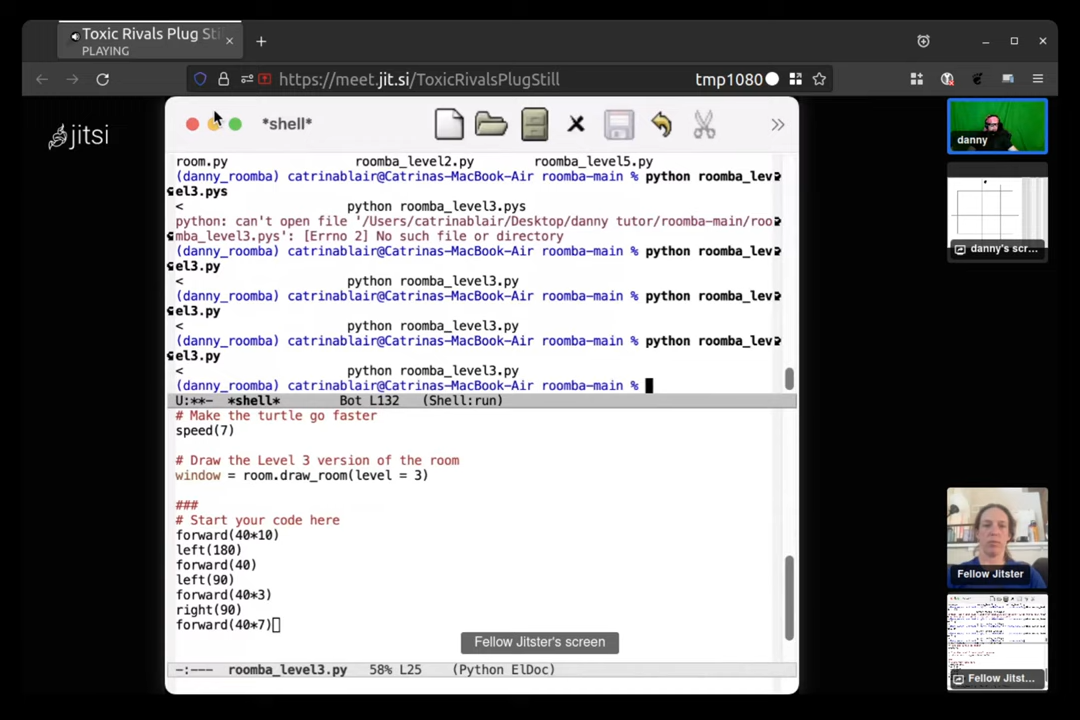 Toxic Rivals Plug Sti
PLAYING
https://meet.jit.si/ToxicRivalsPlugStill
tmp1080
jitsi
*shell*
room.py roomba_level2.py roomba_level5.py
(danny_roomba) catrinablair@Catrinas-MacBook-Air roomba-main % python roomba_lev
el3.pys
< python roomba_level3.pys
python: can't open file '/Users/catrinablair/Desktop/danny tutor/roomba-main/roo
mba_level3.pys': [Errno 2] No such file or directory
(danny_roomba) catrinablair@Catrinas-MacBook-Air roomba-main % python roomba_lev
el3.py
< python roomba_level3.py
(danny_roomba) catrinablair@Catrinas-MacBook-Air roomba-main % python roomba_lev
el3.py
< python roomba_level3.py
(danny_roomba) catrinablair@Catrinas-MacBook-Air roomba-main % python roomba_lev
el3.py
< python roomba_level3.py
(danny_roomba) catrinablair@Catrinas-MacBook-Air roomba-main %
U:**- *shell* Bot L132 (Shell:run)
# Make the turtle go faster
speed(7)
# Draw the Level 3 version of the room
window = room.draw_room(level = 3)
###
# Start your code here
forward(40*10)
left(180)
forward(40)
left(90)
forward(40*3)
right(90)
forward(40*7)
Fellow Jitster's screen
-:--- roomba_level3.py 58% L25 (Python ElDoc)
danny
danny's scr...
Fellow Jitster
Fellow Jitst...